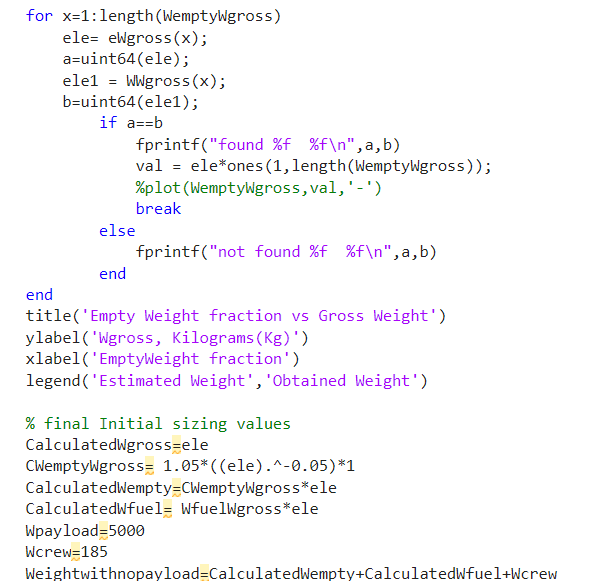 for x=1:length(WemptyWgross)
ele= eWgross(x);
a=uint64(ele);
ele1 = WWgross(x);
b=uint64(ele1);
if a==b
fprintf("found %f  %f\n",a,b)
val = ele*ones(1,length(WemptyWgross));
%plot(WemptyWgross,val,'-')
break
else
fprintf("not found %f  %f\n",a,b)
end
end
title('Empty Weight fraction vs Gross Weight')
ylabel('Wgross, Kilograms(Kg)')
xlabel('EmptyWeight fraction')
legend('Estimated Weight','Obtained Weight')
% final Initial sizing values
CalculatedWgross=ele
CWemptyWgross= 1.05*((ele).^-0.05)*1
CalculatedWempty=CWemptyWgross*ele
CalculatedWfuel= WfuelWgross*ele
Wpayload=5000
Wcrew=185
Weightwithnopayload=CalculatedWempty+CalculatedWfuel+Wcrew